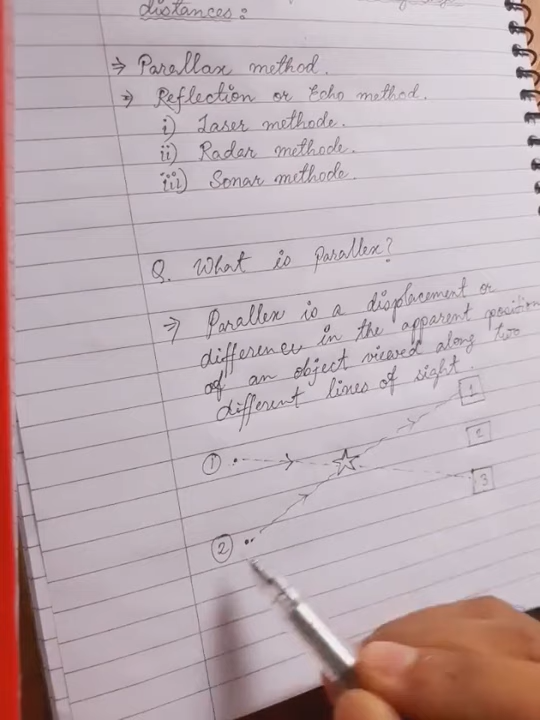 distances:
⇒ Parallax method.
⇒ Reflection or Echo method.
i) Laser methode.
ii) Radar methode.
iii) Sonar methode.
Q. What is Parallex?
⇒ Parallex is a displacement or
difference in the apparent position
of an object viewed along two
different lines of sight.
1
① 2
3
②